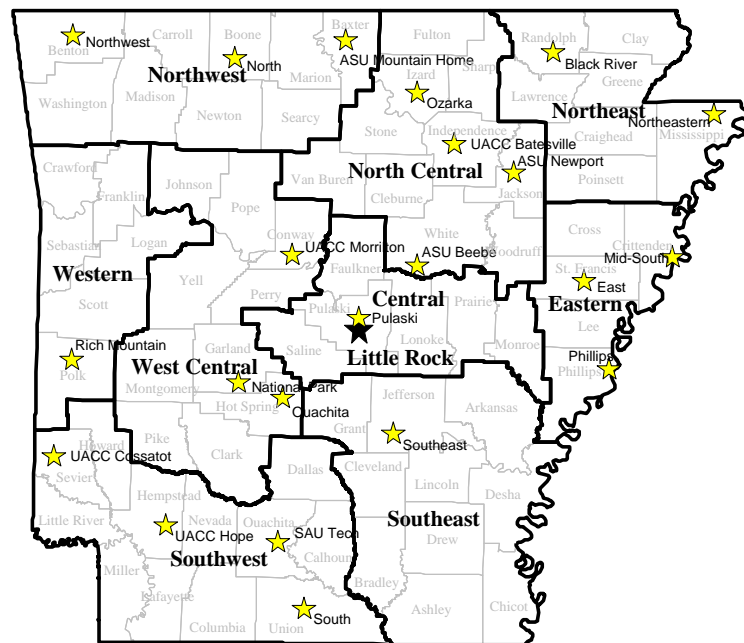 Baxter
Carroll
Boone
Fulton
Randolph
Clay
Northwest
Benton
North
ASU Mountain Home
Black River
Izard
Sharp
Northwest
Marion
Greene
Washington
Madison
Ozarka
Lawrence
Northeast
Newton
Searcy
Northeastern
Stone
Independence
Mississippi
UACC Batesville
Craighead
Crawford
North Central
ASU Newport
Poinsett
Johnson
Van Buren
Franklin
Cleburne
Jackson
Pope
Cross
Sebastian
Logan
Conway
White
Crittenden
UACC Morrilton
Woodruff
ASU Beebe
Mid-South
Western
Faulkner
St. Francis
Yell
East
Scott
Perry
Central
Prairie
Eastern
Pulaski
Pulaski
Lee
Lonoke
Rich Mountain
Garland
Saline
Little Rock
Monroe
Phillips
West Central
Polk
Phillips
National Park
Montgomery
Jefferson
Hot Spring
Ouachita
Arkansas
Grant
Pike
Southeast
Howard
UACC Cossatot
Clark
Dallas
Cleveland
Sevier
Lincoln
Hempstead
Desha
Little River
Nevada
Ouachita
Southeast
UACC Hope
SAU Tech
Drew
Southwest
Calhoun
Miller
Bradley
Lafayette
Chicot
South
Ashley
Columbia
Union